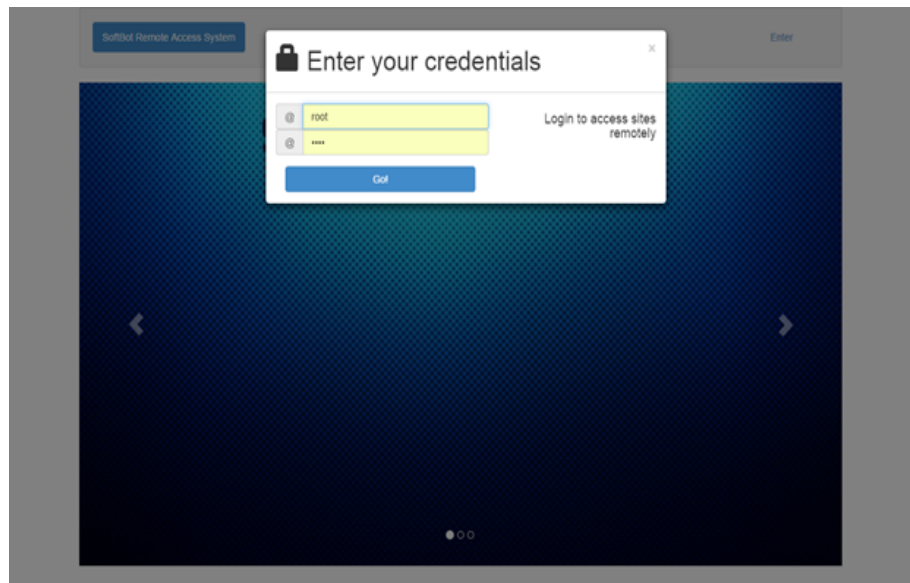 SoftBot Remote Access System
Enter
Enter your credentials
x
@ root
@ ••••
Login to access sites
remotely
Go!